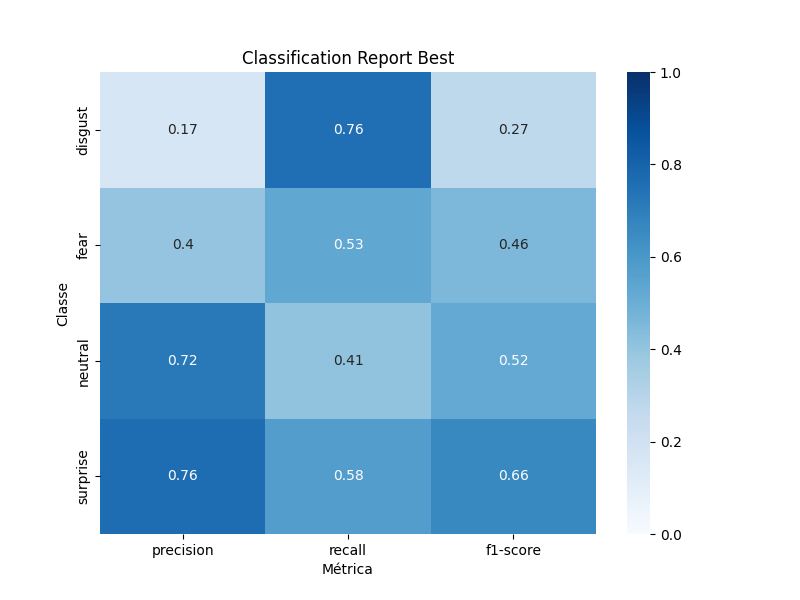 Classification Report Best
Classe
disgust 0.17 0.76 0.27
fear 0.4 0.53 0.46
neutral 0.72 0.41 0.52
surprise 0.76 0.58 0.66
precision recall f1-score
Métrica
1.0
0.8
0.6
0.4
0.2
0.0